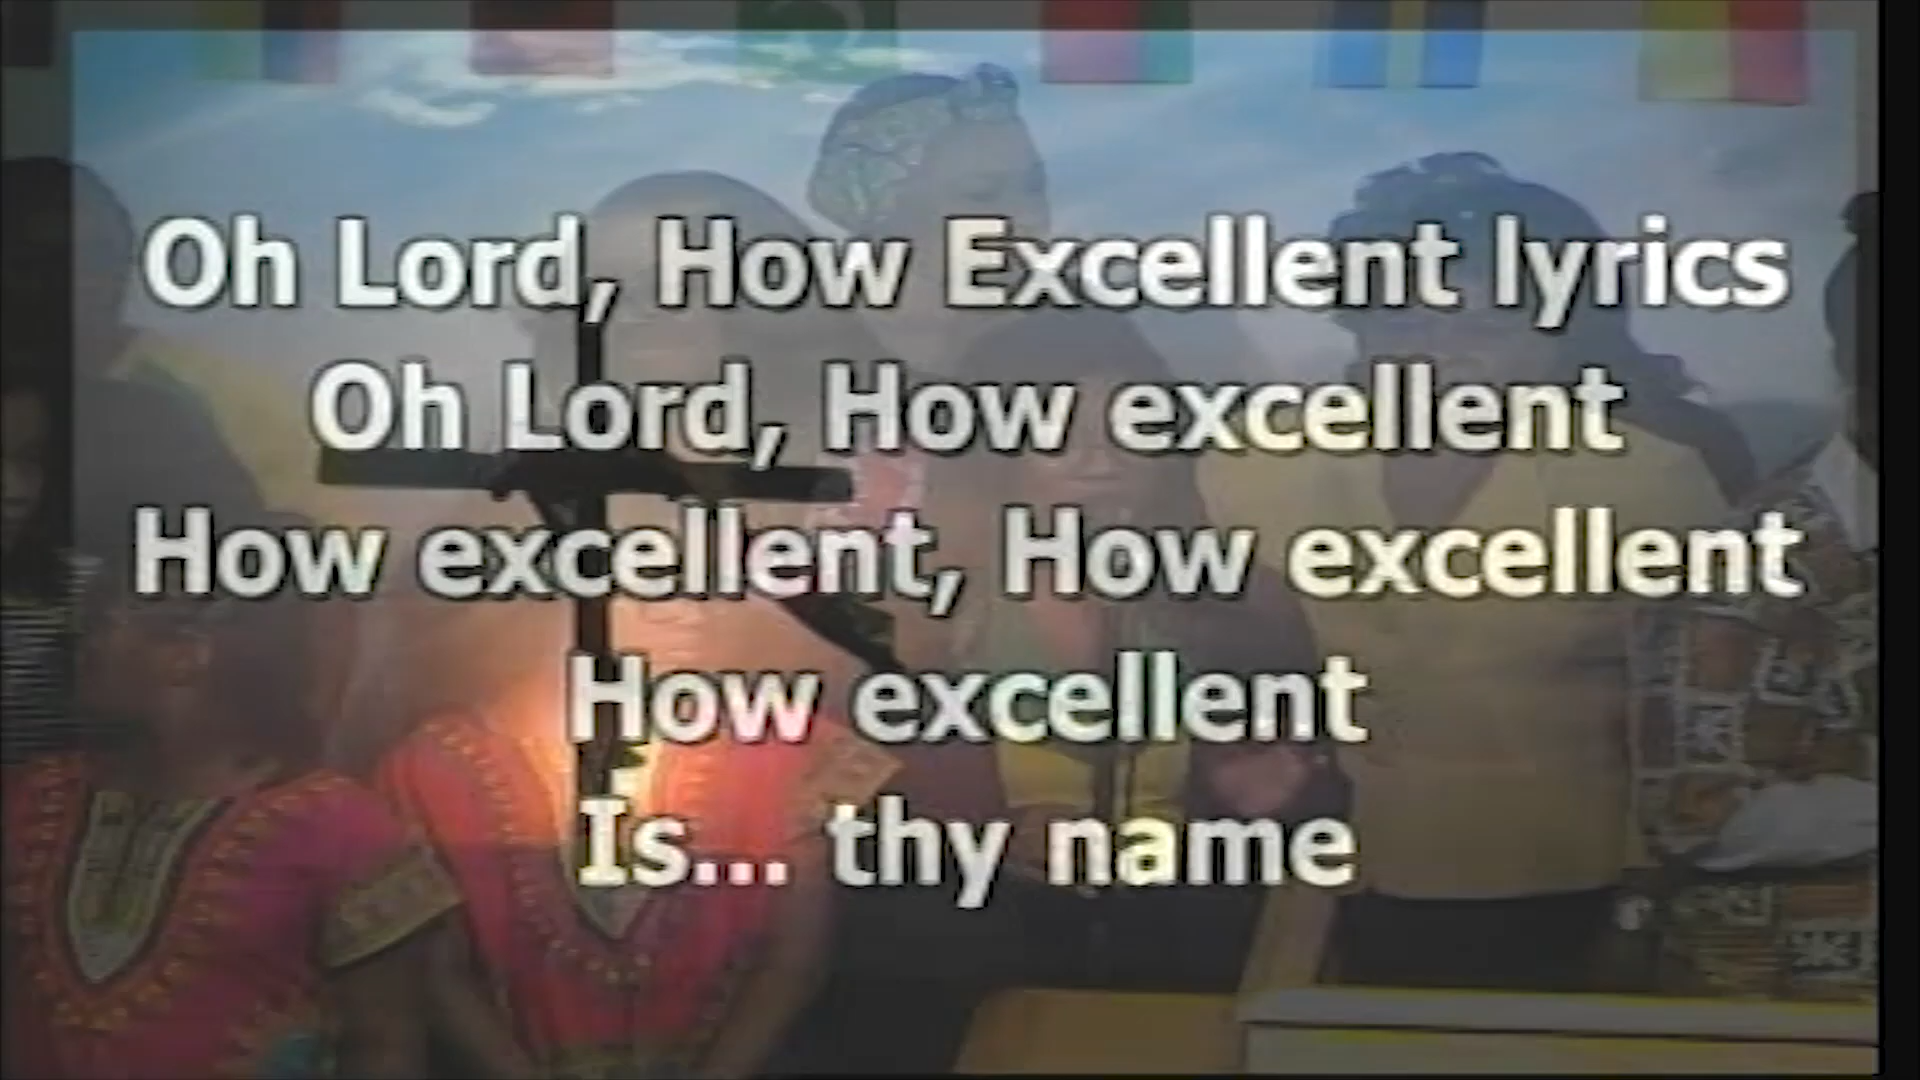 Oh Lord, How Excellent lyrics
Oh Lord, How excellent
How excellent, How excellent
How excellent
Is... thy name